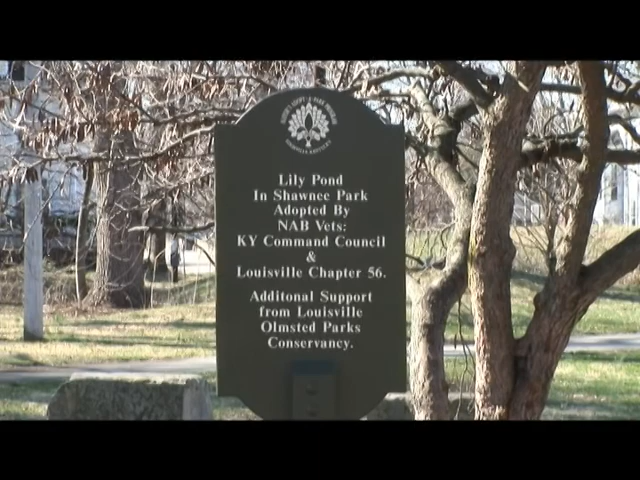 Lily Pond
In Shawnee Park
Adopted By
NAB Vets:
KY Command Council
&
Louisville Chapter 56.
Additonal Support
from Louisville
Olmsted Parks
Conservancy.